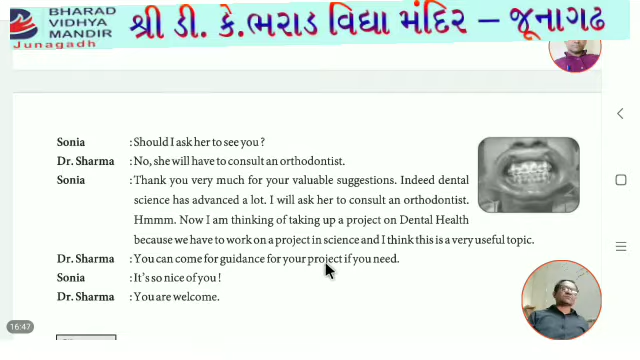 BHARAD
VIDHYA
MANDIR
Junagadh
શ્રી ડી. કે.ભરાડ વિદ્યા મંદિર – જૂનાગઢ
Sonia : Should I ask her to see you ?
Dr. Sharma : No, she will have to consult an orthodontist.
Sonia : Thank you very much for your valuable suggestions. Indeed dental
science has advanced a lot. I will ask her to consult an orthodontist.
Hmmm. Now I am thinking of taking up a project on Dental Health
because we have to work on a project in science and I think this is a very useful topic.
Dr. Sharma : You can come for guidance for your project if you need.
Sonia : It's so nice of you !
Dr. Sharma : You are welcome.
16:47